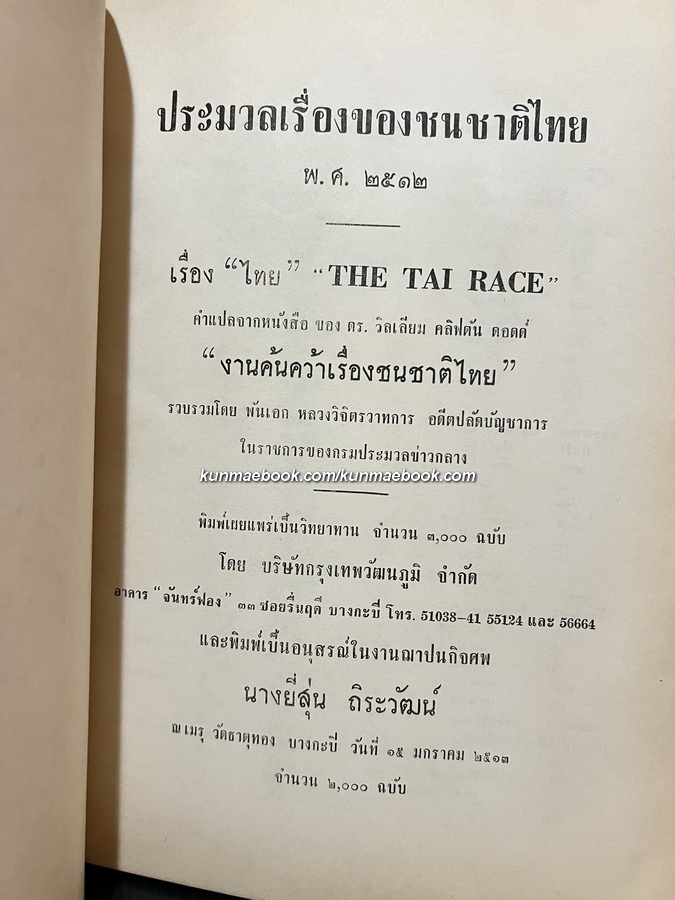 ประมวลเรื่องของชนชาติไทย
พ.ศ. ๒๕๑๒
เรื่อง “ไทย” “THE TAI RACE”
คำแปลจากหนังสือ ของ ดร. วิลเลียม คลิฟตัน ดอดด์
“งานค้นคว้าเรื่องชนชาติไทย”
รวบรวมโดย พันเอก หลวงวิจิตรวาทการ อดีตปลัดบัญชาการ
ในราชการของกรมประมวลข่าวกลาง
kunmaebook.com/kunmaebook.com
พิมพ์เผยแพร่เป็นวิทยาทาน จำนวน ๓,๐๐๐ ฉบับ
โดย บริษัทกรุงเทพวัฒนภูมิ จำกัด
อาคาร “จันทร์ฟอง” ๓๓ ซอยรื่นฤดี บางกะปิ โทร. 51038-41 55124 และ 56664
และพิมพ์เป็นอนุสรณ์ในงานฌาปนกิจศพ
นางยี่สุ่น ถิระวัฒน์
ณ เมรุ วัดธาตุทอง บางกะปิ วันที่ ๑๕ มกราคม ๒๕๑๓
จำนวน ๒,๐๐๐ ฉบับ